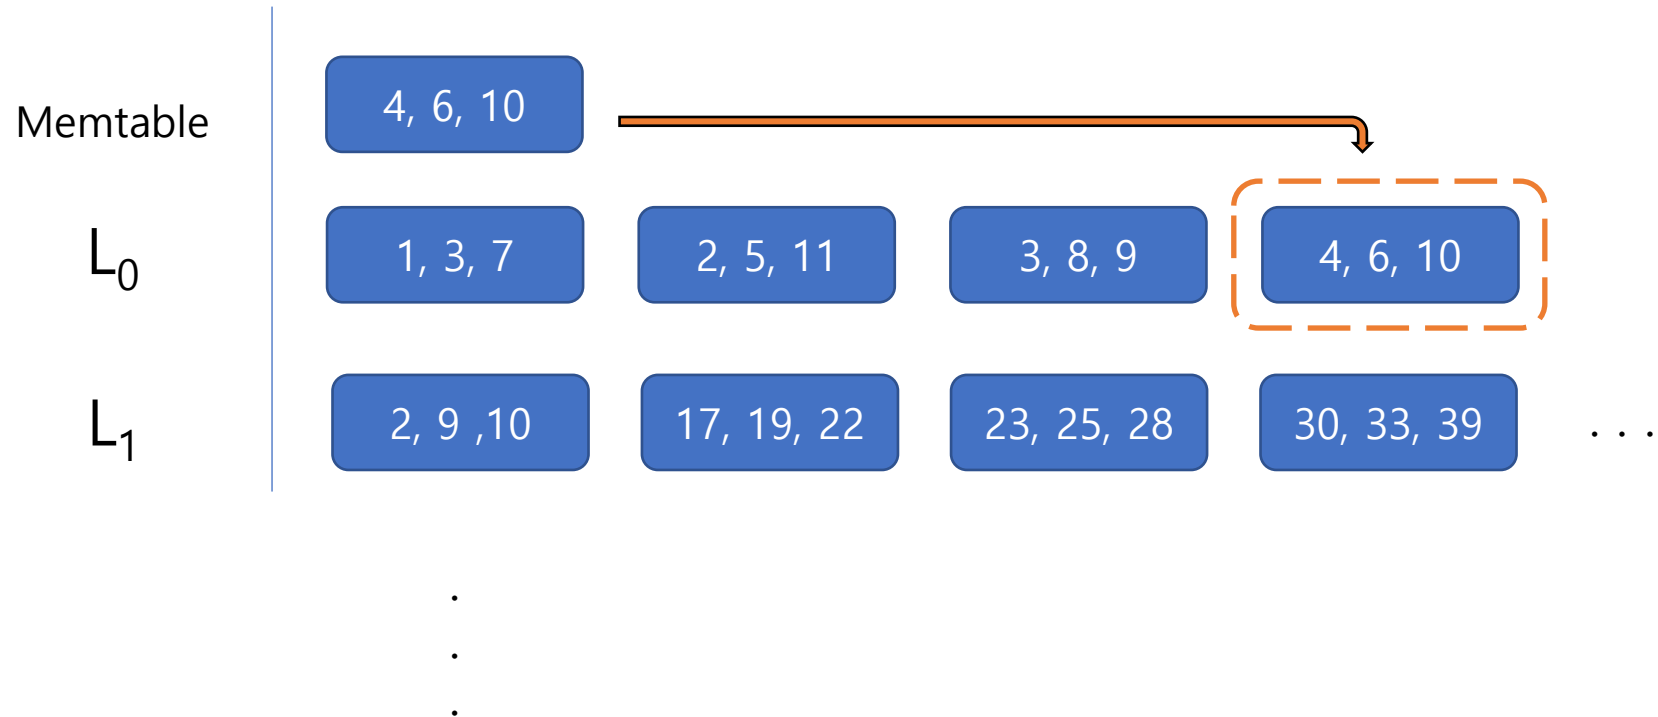 Memtable
4, 6, 10
L0
1, 3, 7
2, 5, 11
3, 8, 9
4, 6, 10
L1
2, 9 ,10
17, 19, 22
23, 25, 28
30, 33, 39
. . .
.
.
.